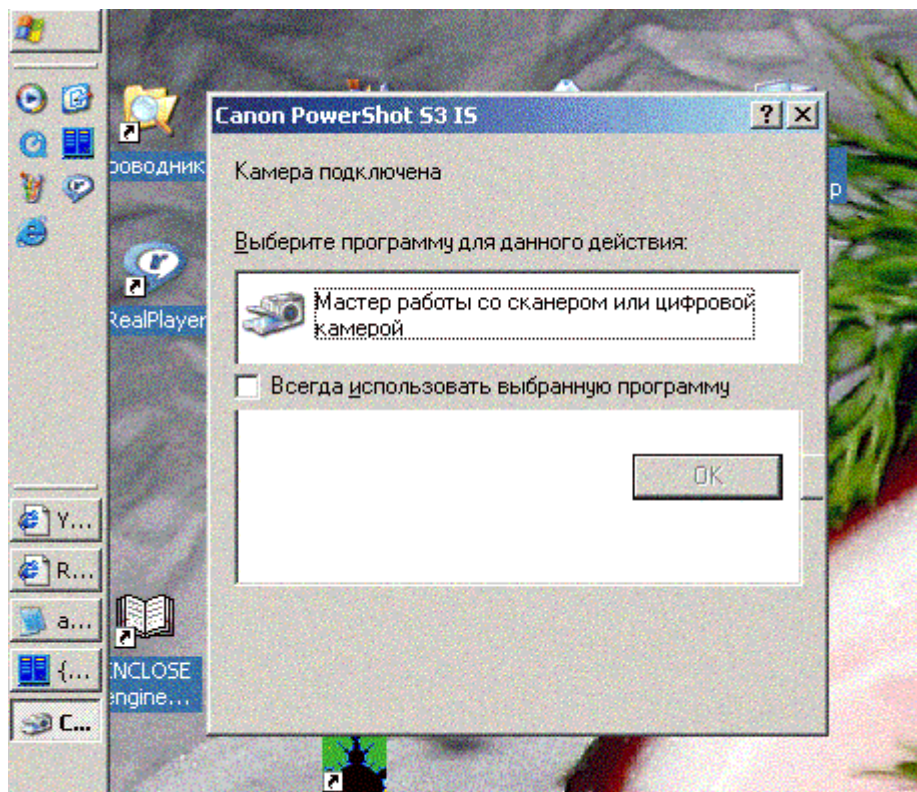 Canon PowerShot S3 IS
Камера подключена
Выберите программу для данного действия:
Мастер работы со сканером или цифровой
камерой
Всегда использовать выбранную программу
OK
роводник
RealPlayer
NCLOSE
engine...
p
Y...
R...
a...
{...
C...